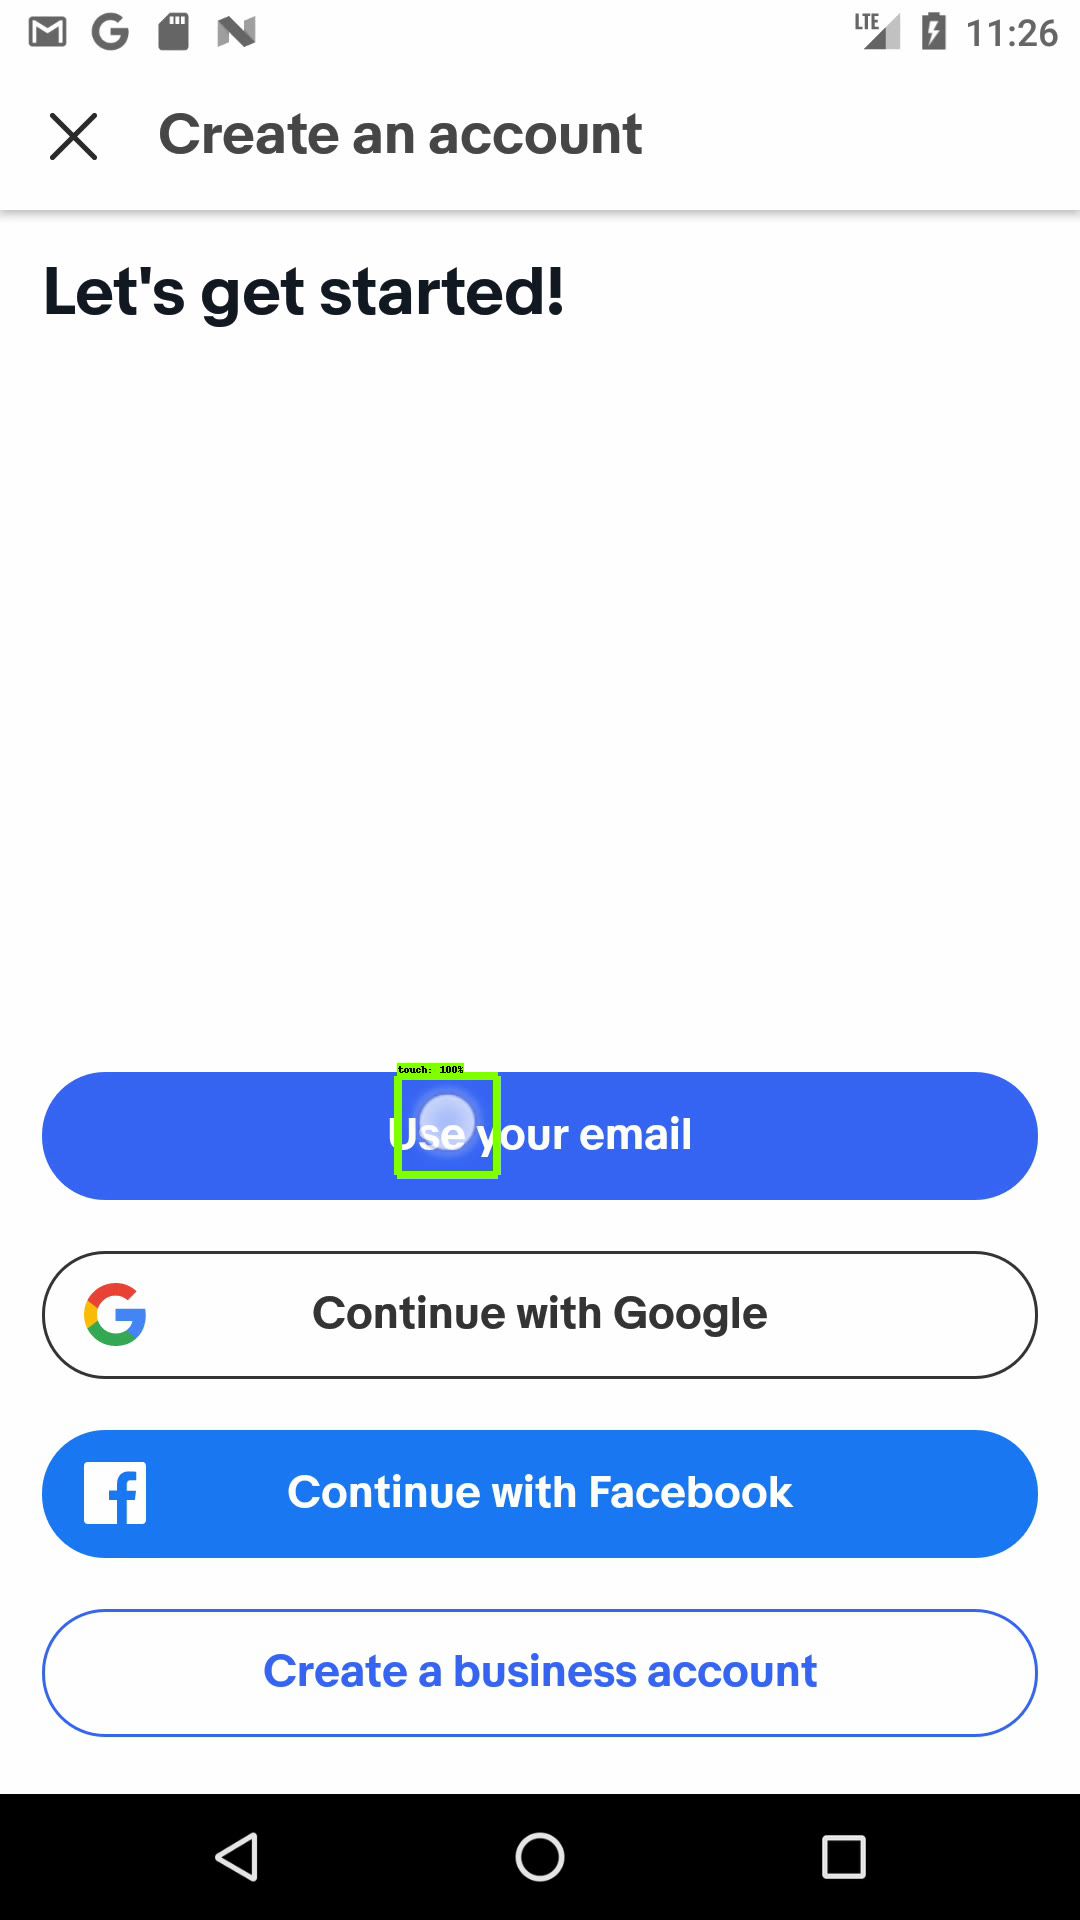 LTE 11:26
Create an account
Let's get started!
touch: 100%
Use your email
Continue with Google
Continue with Facebook
Create a business account